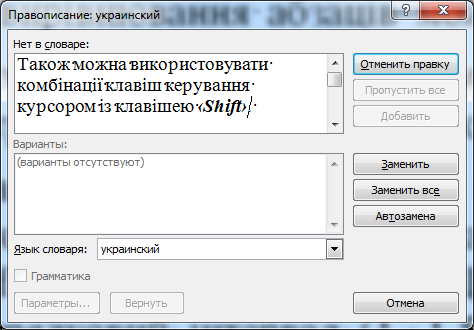 Правописание: украинский
Нет в словаре:
Також можна використовувати
комбінації клавіш керування
курсором із клавішею ‹Shift›
Отменить правку
Пропустить все
Добавить
Варианты:
(варианты отсутствуют)
Заменить
Заменить все
Автозамена
Язык словаря: украинский
Грамматика
Параметры... Вернуть Отмена